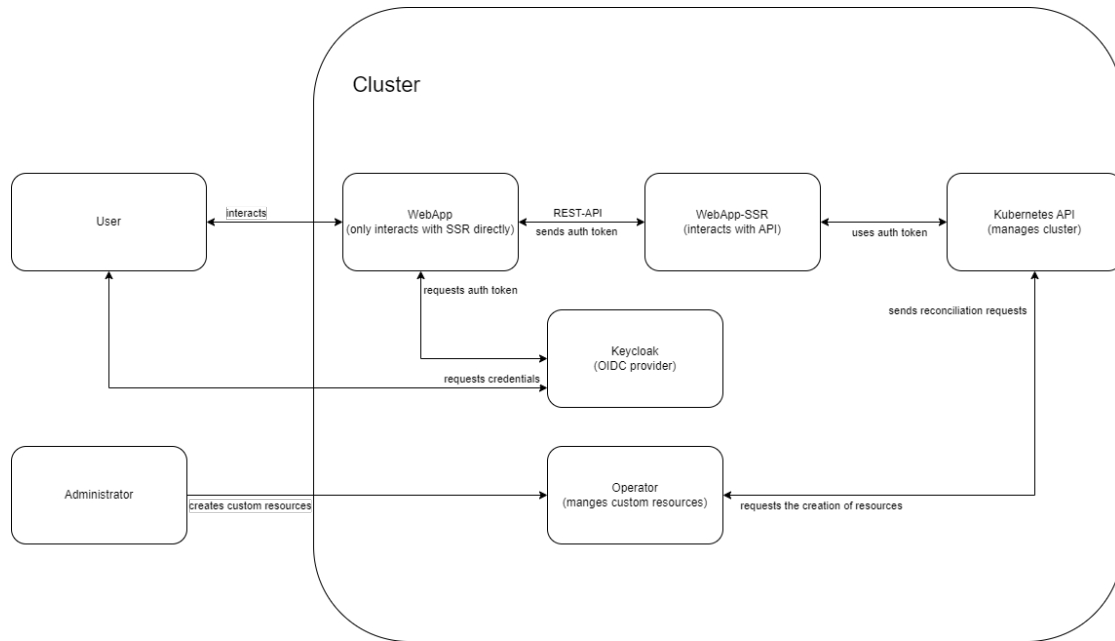 Cluster
User
interacts
WebApp
(only interacts with SSR directly)
REST-API
sends auth token
WebApp-SSR
(interacts with API)
uses auth token
Kubernetes API
(manages cluster)
requests auth token
sends reconciliation requests
Keycloak
(OIDC provider)
requests credentials
Administrator
creates custom resources
Operator
(manges custom resources)
requests the creation of resources